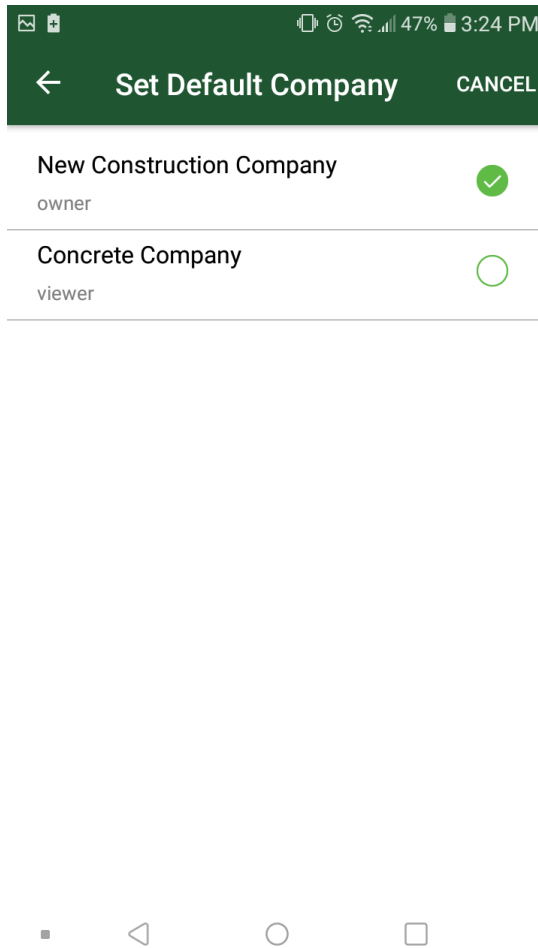 47% 3:24 PM
Set Default Company CANCEL
New Construction Company
owner
Concrete Company
viewer